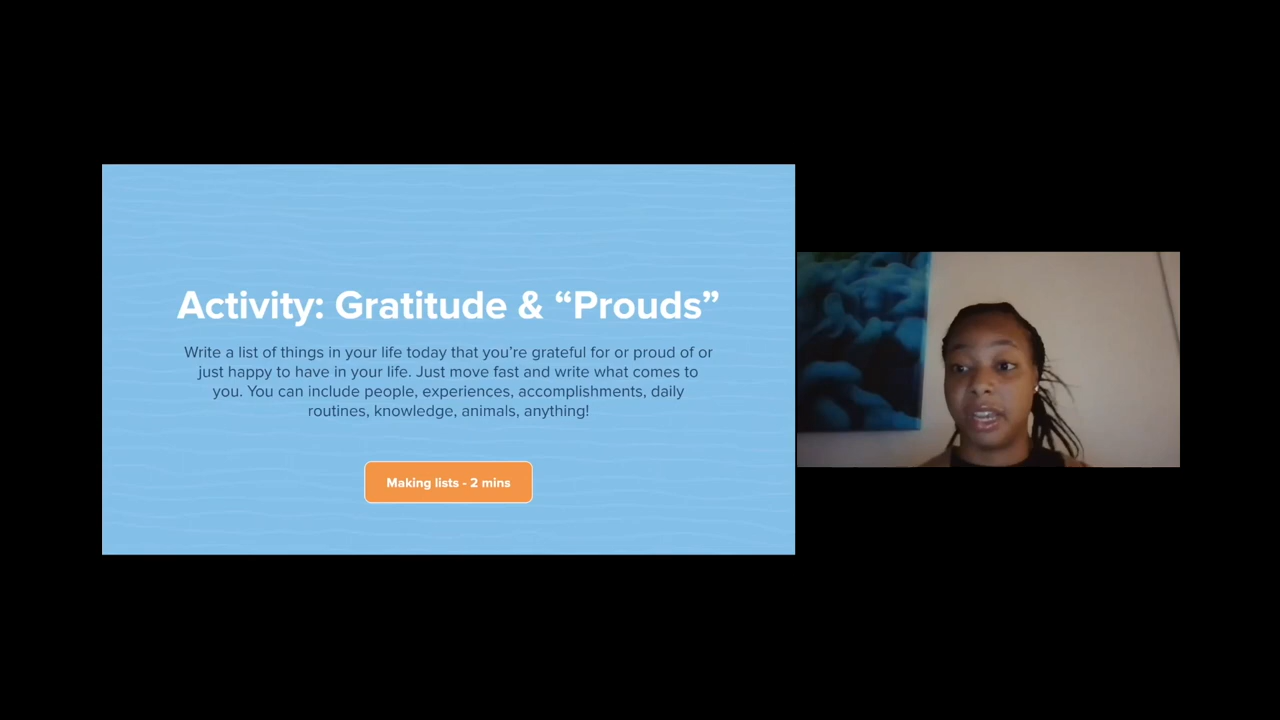 Activity: Gratitude & “Prouds”
Write a list of things in your life today that you’re grateful for or proud of or
just happy to have in your life. Just move fast and write what comes to
you. You can include people, experiences, accomplishments, daily
routines, knowledge, animals, anything!
Making lists - 2 mins